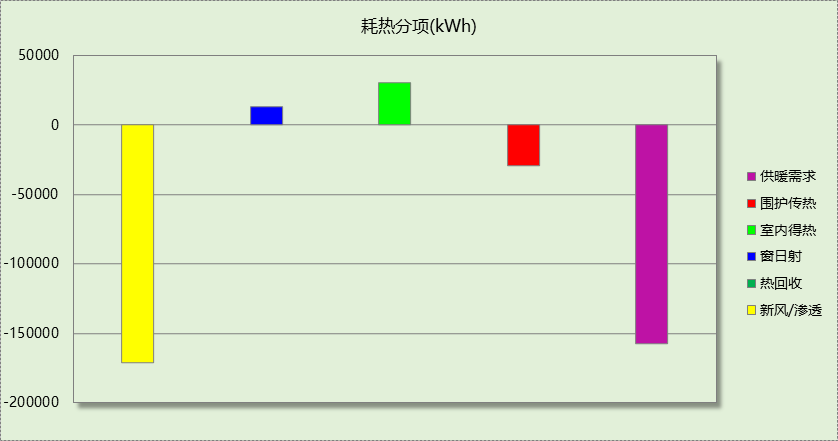 耗热分项(kWh)
50000
0
-50000
-100000
-150000
-200000
供暖需求
围护传热
室内得热
窗日射
热回收
新风/渗透